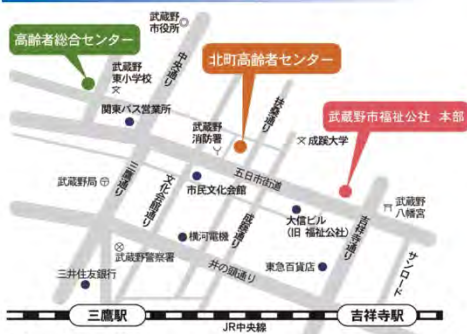 武蔵野
市役所
高齢者総合センター
中央通り
北町高齢者センター
武蔵野
東小学校
扶桑通り
関東バス営業所
武蔵野市福祉公社 本部
武蔵野
消防署
成蹊大学
五日市街道
三鷹通り
武蔵野局
市民文化会館
文化会館通り
成蹊通り
大信ビル
(旧 福祉公社)
吉祥寺通り
武蔵野
八幡宮
横河電機
サンロード
武蔵野警察署
井の頭通り
東急百貨店
三井住友銀行
三鷹駅
吉祥寺駅
JR中央線